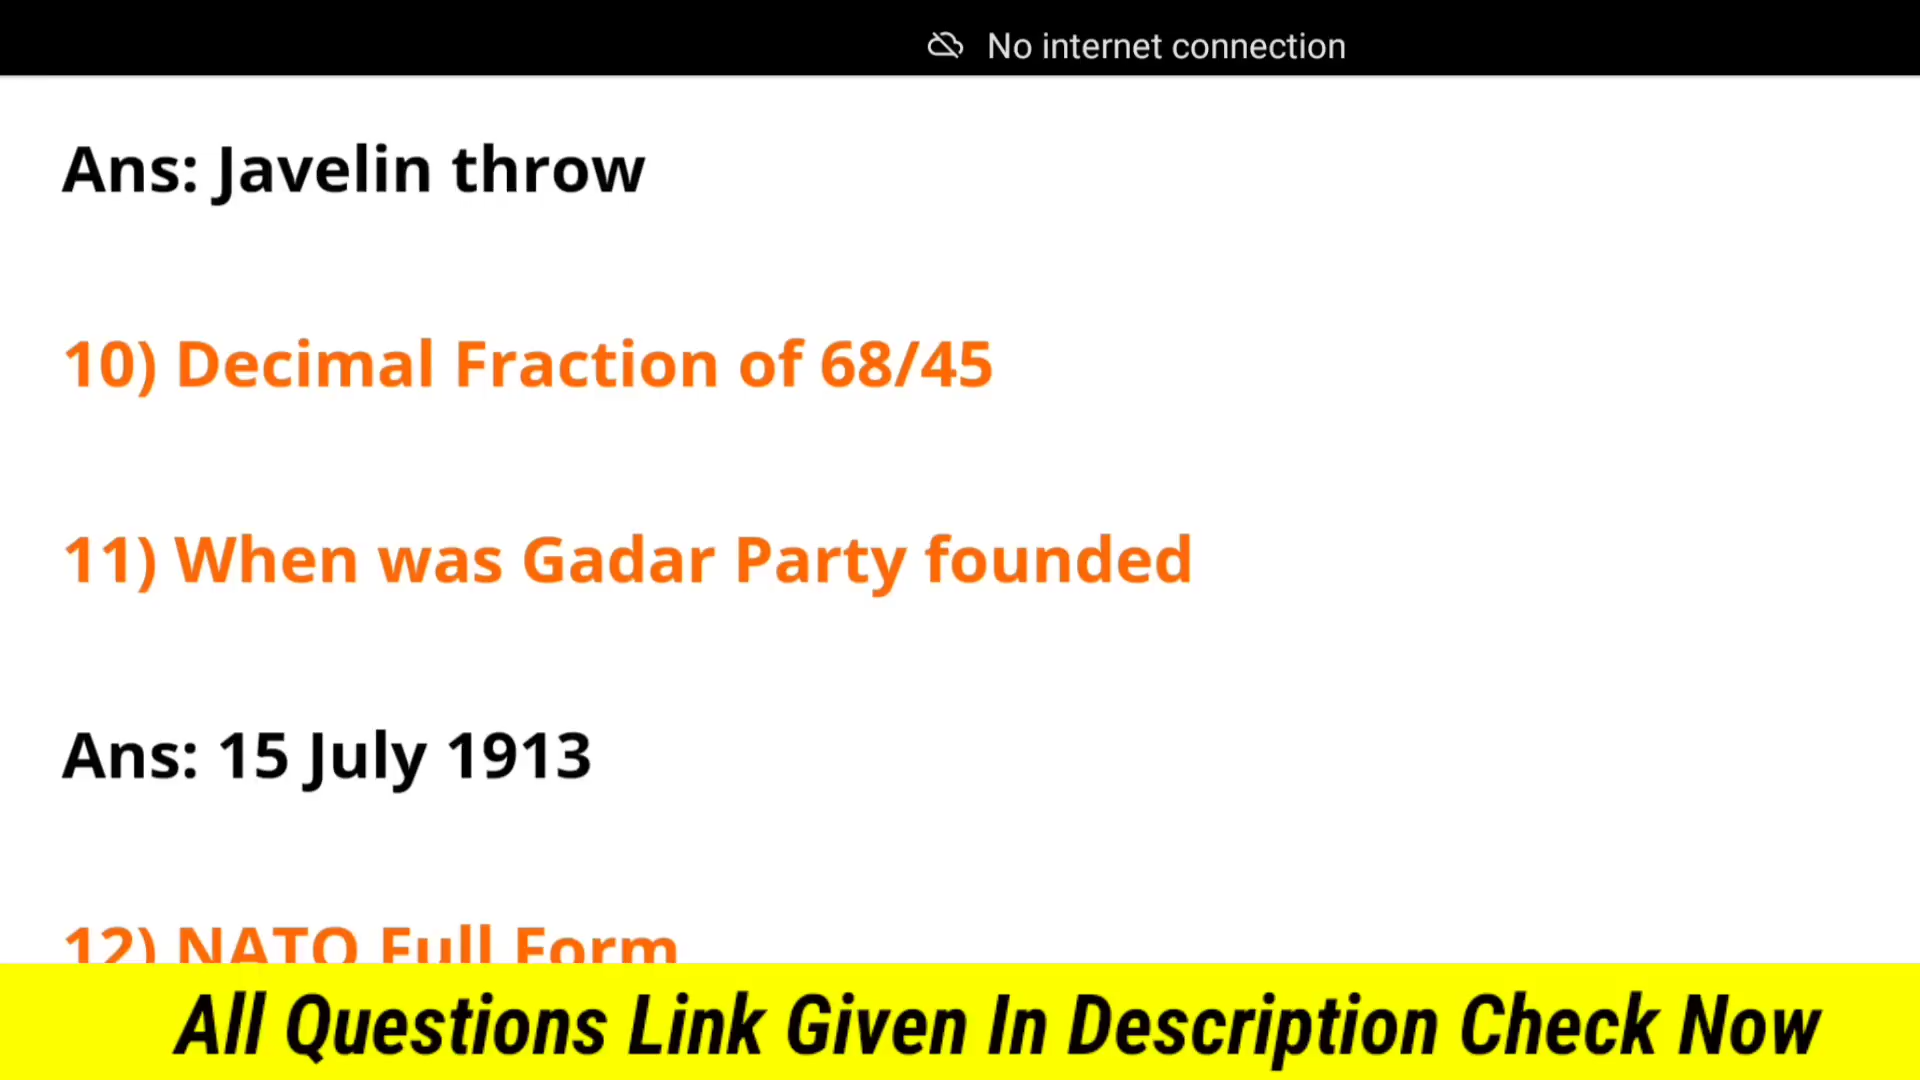 No internet connection
Ans: Javelin throw
10) Decimal Fraction of 68/45
11) When was Gadar Party founded
Ans: 15 July 1913
12) NATO Full Form
All Questions Link Given In Description Check Now